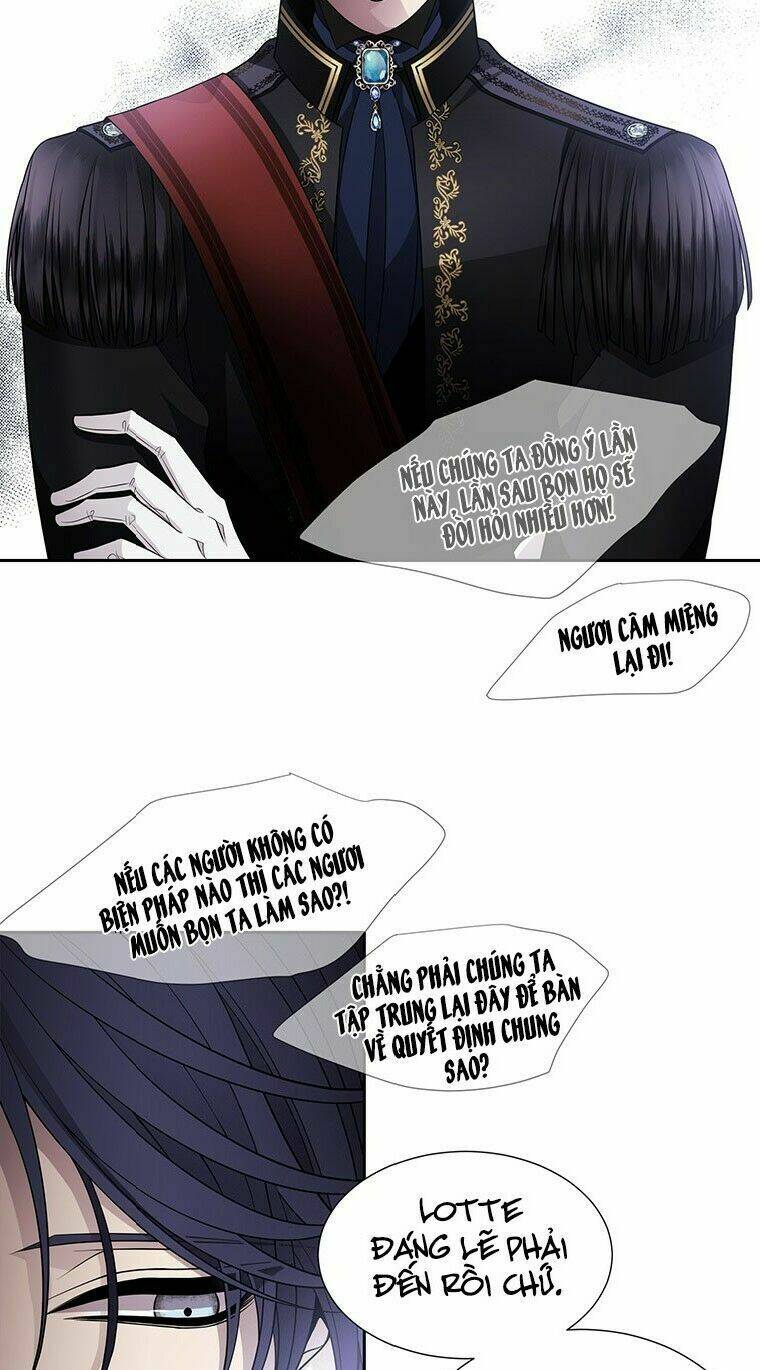 NẾU CHÚNG TA ĐỒNG Ý LẦN
NÀY, LẦN SAU BỌN HỌ SẼ
ĐÒI HỎI NHIỀU HƠN!
NGƯƠI CÂM MIỆNG
LẠI ĐI!
NẾU CÁC NGƯỜI KHÔNG CÓ
BIỆN PHÁP NÀO THÌ CÁC NGƯƠI
MUỐN BỌN TA LÀM SAO?!
CHẲNG PHẢI CHÚNG TA
TẬP TRUNG LẠI ĐÂY ĐỂ BÀN
VỀ QUYẾT ĐỊNH CHUNG
SAO?
LOTTE
ĐÁNG LẼ PHẢI
ĐẾN RỒI CHỨ.